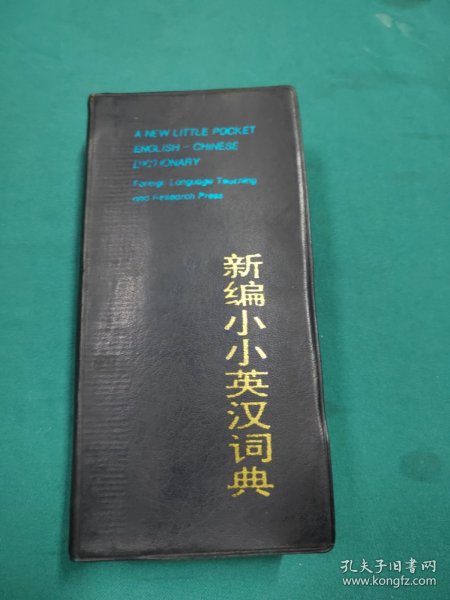 A NEW LITTLE POCKET
ENGLISH - CHINESE
DICTIONARY
Foreign Language Teaching
and Research Press
新编小小英汉词典
孔夫子旧书网
www.kongfz.com